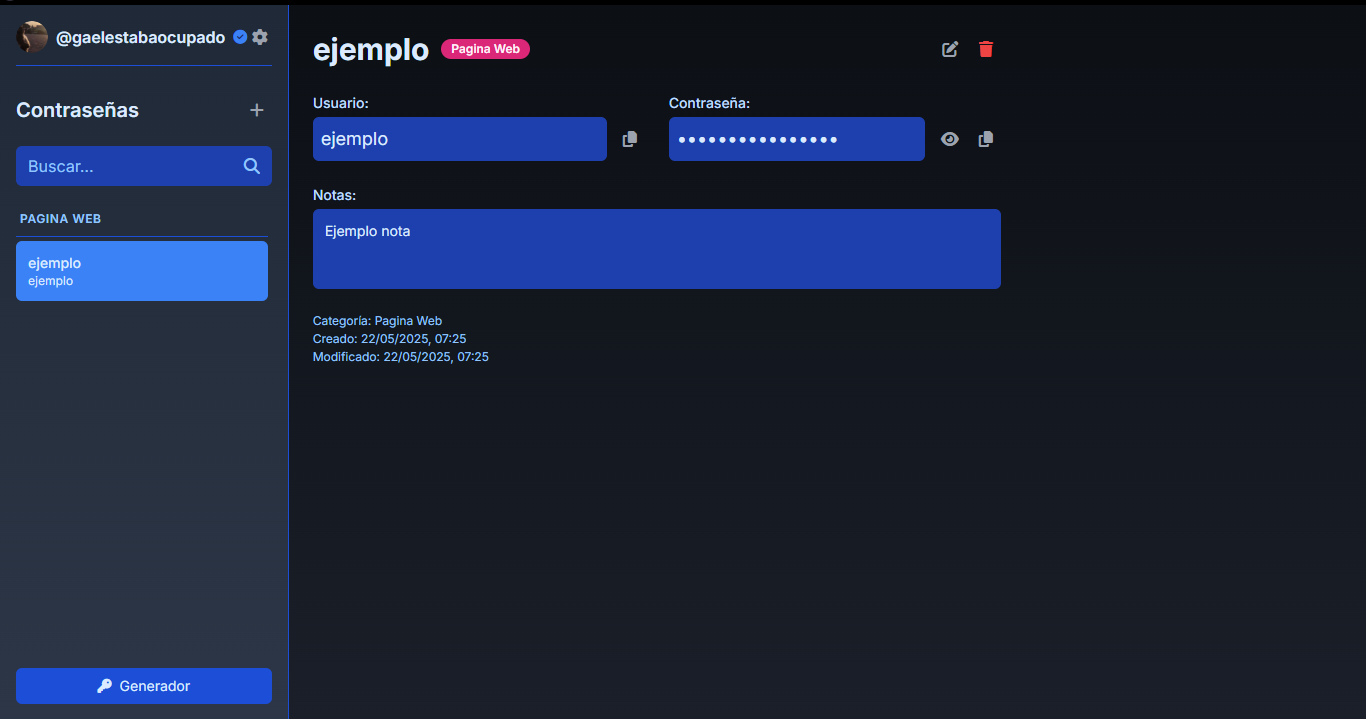 @gaelestabaocupado
Contraseñas
Buscar...
PAGINA WEB
ejemplo
ejemplo
Generador
ejemplo Pagina Web
Usuario: Contraseña:
ejemplo ••••••••••••••••
Notas:
Ejemplo nota
Categoría: Pagina Web
Creado: 22/05/2025, 07:25
Modificado: 22/05/2025, 07:25